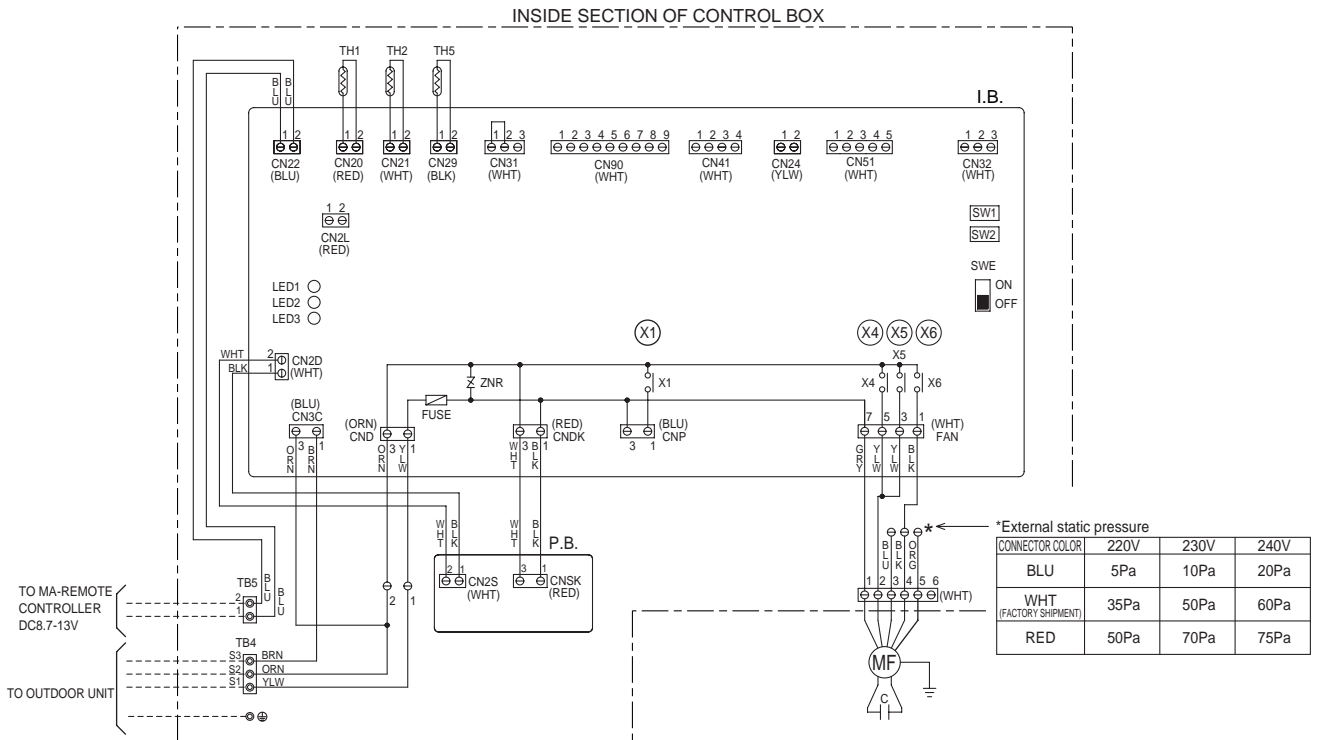 INSIDE SECTION OF CONTROL BOX
TH1 TH2 TH5
BLU BLU
I.B.
1 2 1 2 1 2 1 2 1 2 3 1 2 3 4 5 6 7 8 9 1 2 3 4 1 2 1 2 3 4 5 1 2 3
CN22 CN20 CN21 CN29 CN31 CN90 CN41 CN24 CN51 CN32
(BLU) (RED) (WHT) (BLK) (WHT) (WHT) (WHT) (YLW) (WHT) (WHT)
1 2
CN2L
(RED)
SW1
SW2
SWE
ON
OFF
LED1
LED2
LED3
X1 X4 X5 X6
X5
WHT 2 CN2D
BLK 1 (WHT)
ZNR X1 X4 X6
FUSE
(BLU)
CN3C
3 1
(ORN)
CND
3 1
(RED)
CNDK
3 1
(BLU)
CNP
3 1
7 5 3 1
(WHT)
FAN
ORN BRN ORN YLW WHT BLK GRY YLW YLW BLK
WHT BLK WHT BLK
P.B.
2 1 3 1
CN2S CNSK
(WHT) (RED)
2 1
BLU BLK ORG
*
1 2 3 4 5 6
(WHT)
MF
C
*External static pressure
CONNECTOR COLOR 220V 230V 240V
BLU 5Pa 10Pa 20Pa
WHT 35Pa 50Pa 60Pa
(FACTORY SHIPMENT)
RED 50Pa 70Pa 75Pa
TO MA-REMOTE
CONTROLLER
DC8.7-13V
TB5
2 BLU
1 BLU
TB4
S3 BRN
S2 ORN
S1 YLW
TO OUTDOOR UNIT